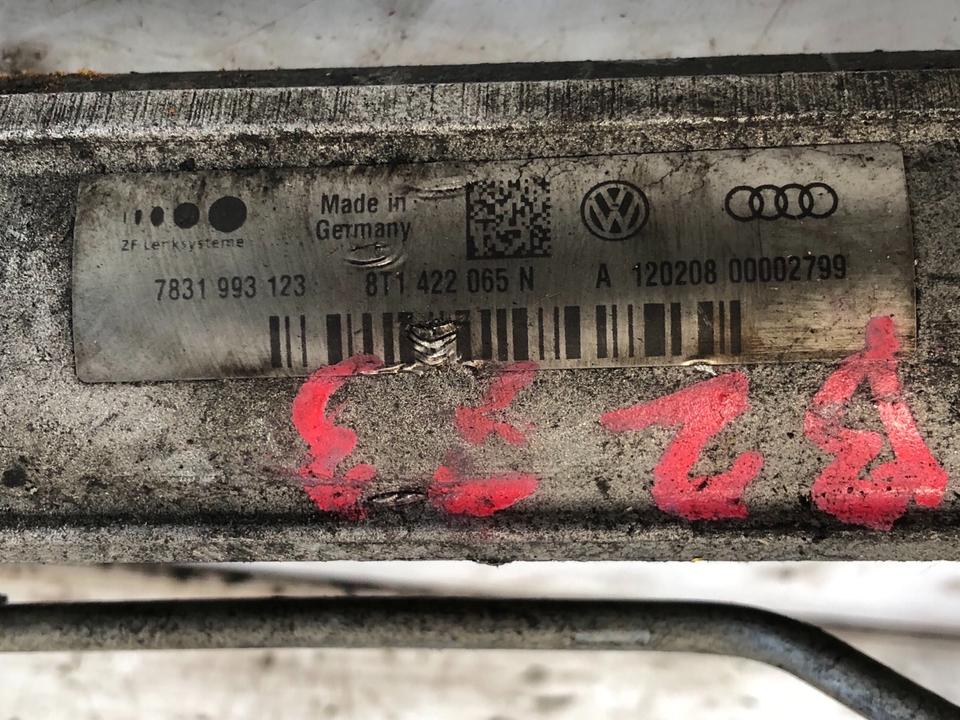 ZF Lenksysteme
Made in
Germany
7831 993 123 8T1 422 065 N A 120208 00002799